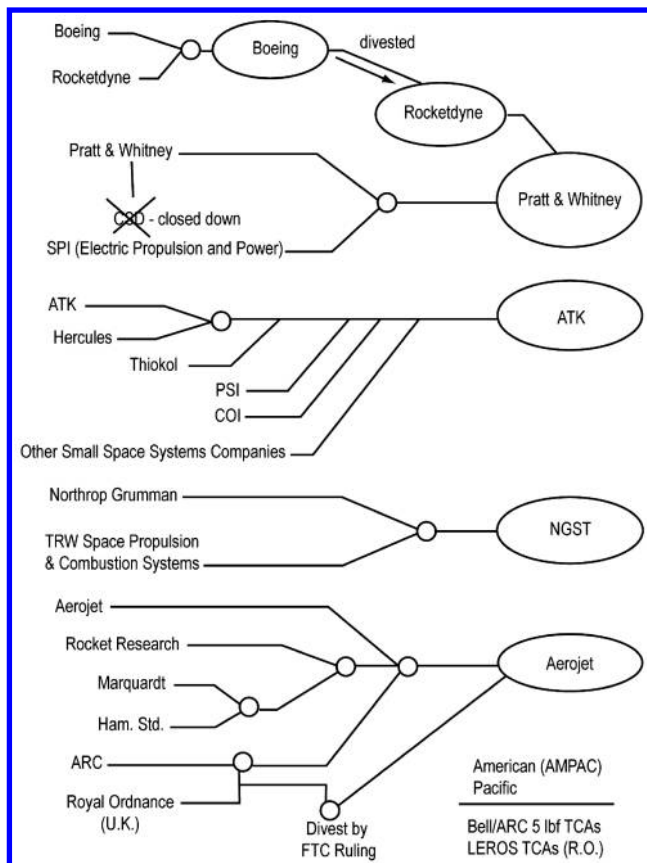 Boeing
Rocketdyne
Boeing
divested
Rocketdyne
Pratt & Whitney
Pratt & Whitney
CSD - closed down
SPI (Electric Propulsion and Power)
ATK
Hercules
ATK
Thiokol
PSI
COI
Other Small Space Systems Companies
Northrop Grumman
NGST
TRW Space Propulsion
& Combustion Systems
Aerojet
Rocket Research
Aerojet
Marquardt
Ham. Std.
ARC
Royal Ordnance
(U.K.)
Divest by
FTC Ruling
American (AMPAC)
Pacific
Bell/ARC 5 lbf TCAs
LEROS TCAs (R.O.)